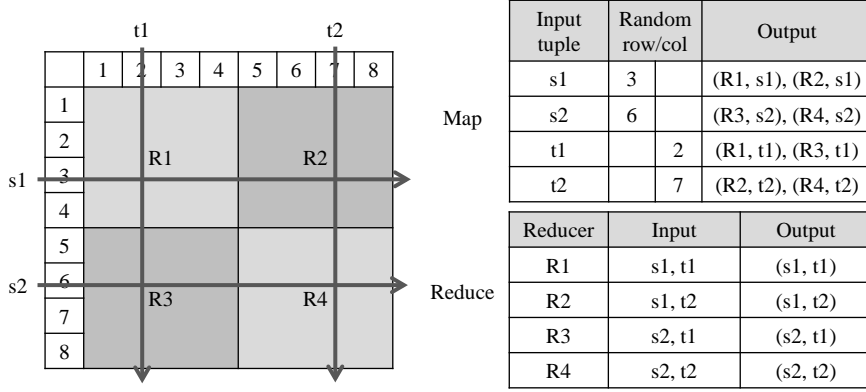 t1 t2
1 2 3 4 5 6 7 8
1
2
R1 R2
s1 3
4
5
s2 6
R3 R4
7
8
Map
Input tuple Random row/col Output
s1 3 (R1, s1), (R2, s1)
s2 6 (R3, s2), (R4, s2)
t1 2 (R1, t1), (R3, t1)
t2 7 (R2, t2), (R4, t2)
Reduce
Reducer Input Output
R1 s1, t1 (s1, t1)
R2 s1, t2 (s1, t2)
R3 s2, t1 (s2, t1)
R4 s2, t2 (s2, t2)